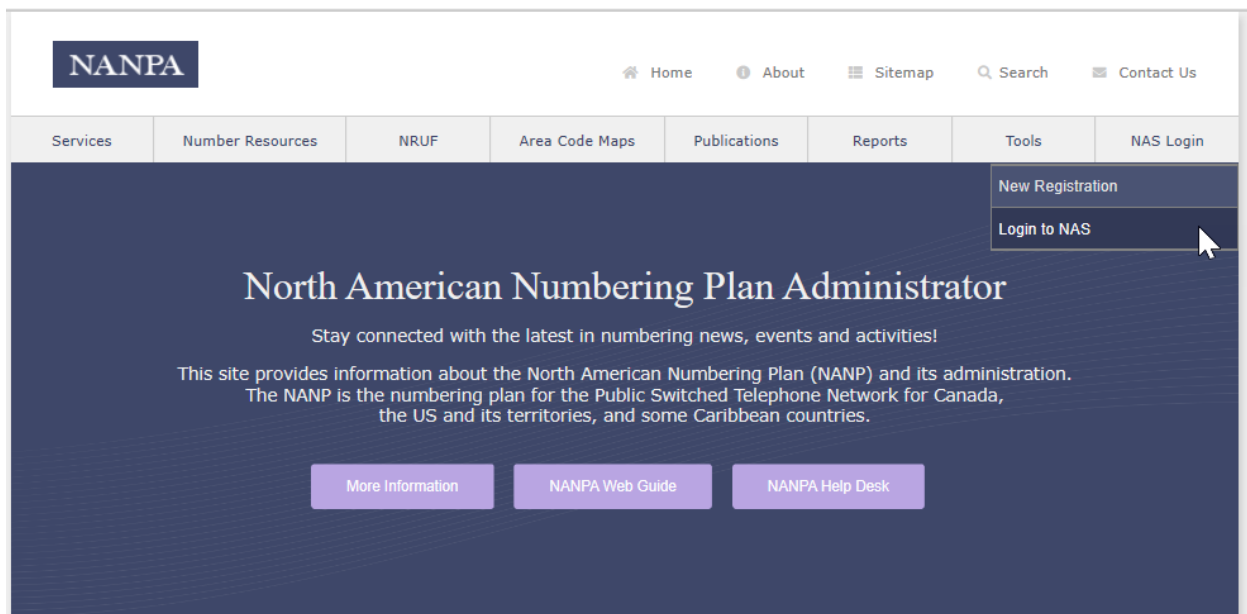 NANPA
Home About Sitemap Search Contact Us
Services Number Resources NRUF Area Code Maps Publications Reports Tools NAS Login
New Registration
Login to NAS
North American Numbering Plan Administrator
Stay connected with the latest in numbering news, events and activities!
This site provides information about the North American Numbering Plan (NANP) and its administration.
The NANP is the numbering plan for the Public Switched Telephone Network for Canada,
the US and its territories, and some Caribbean countries.
More Information NANPA Web Guide NANPA Help Desk